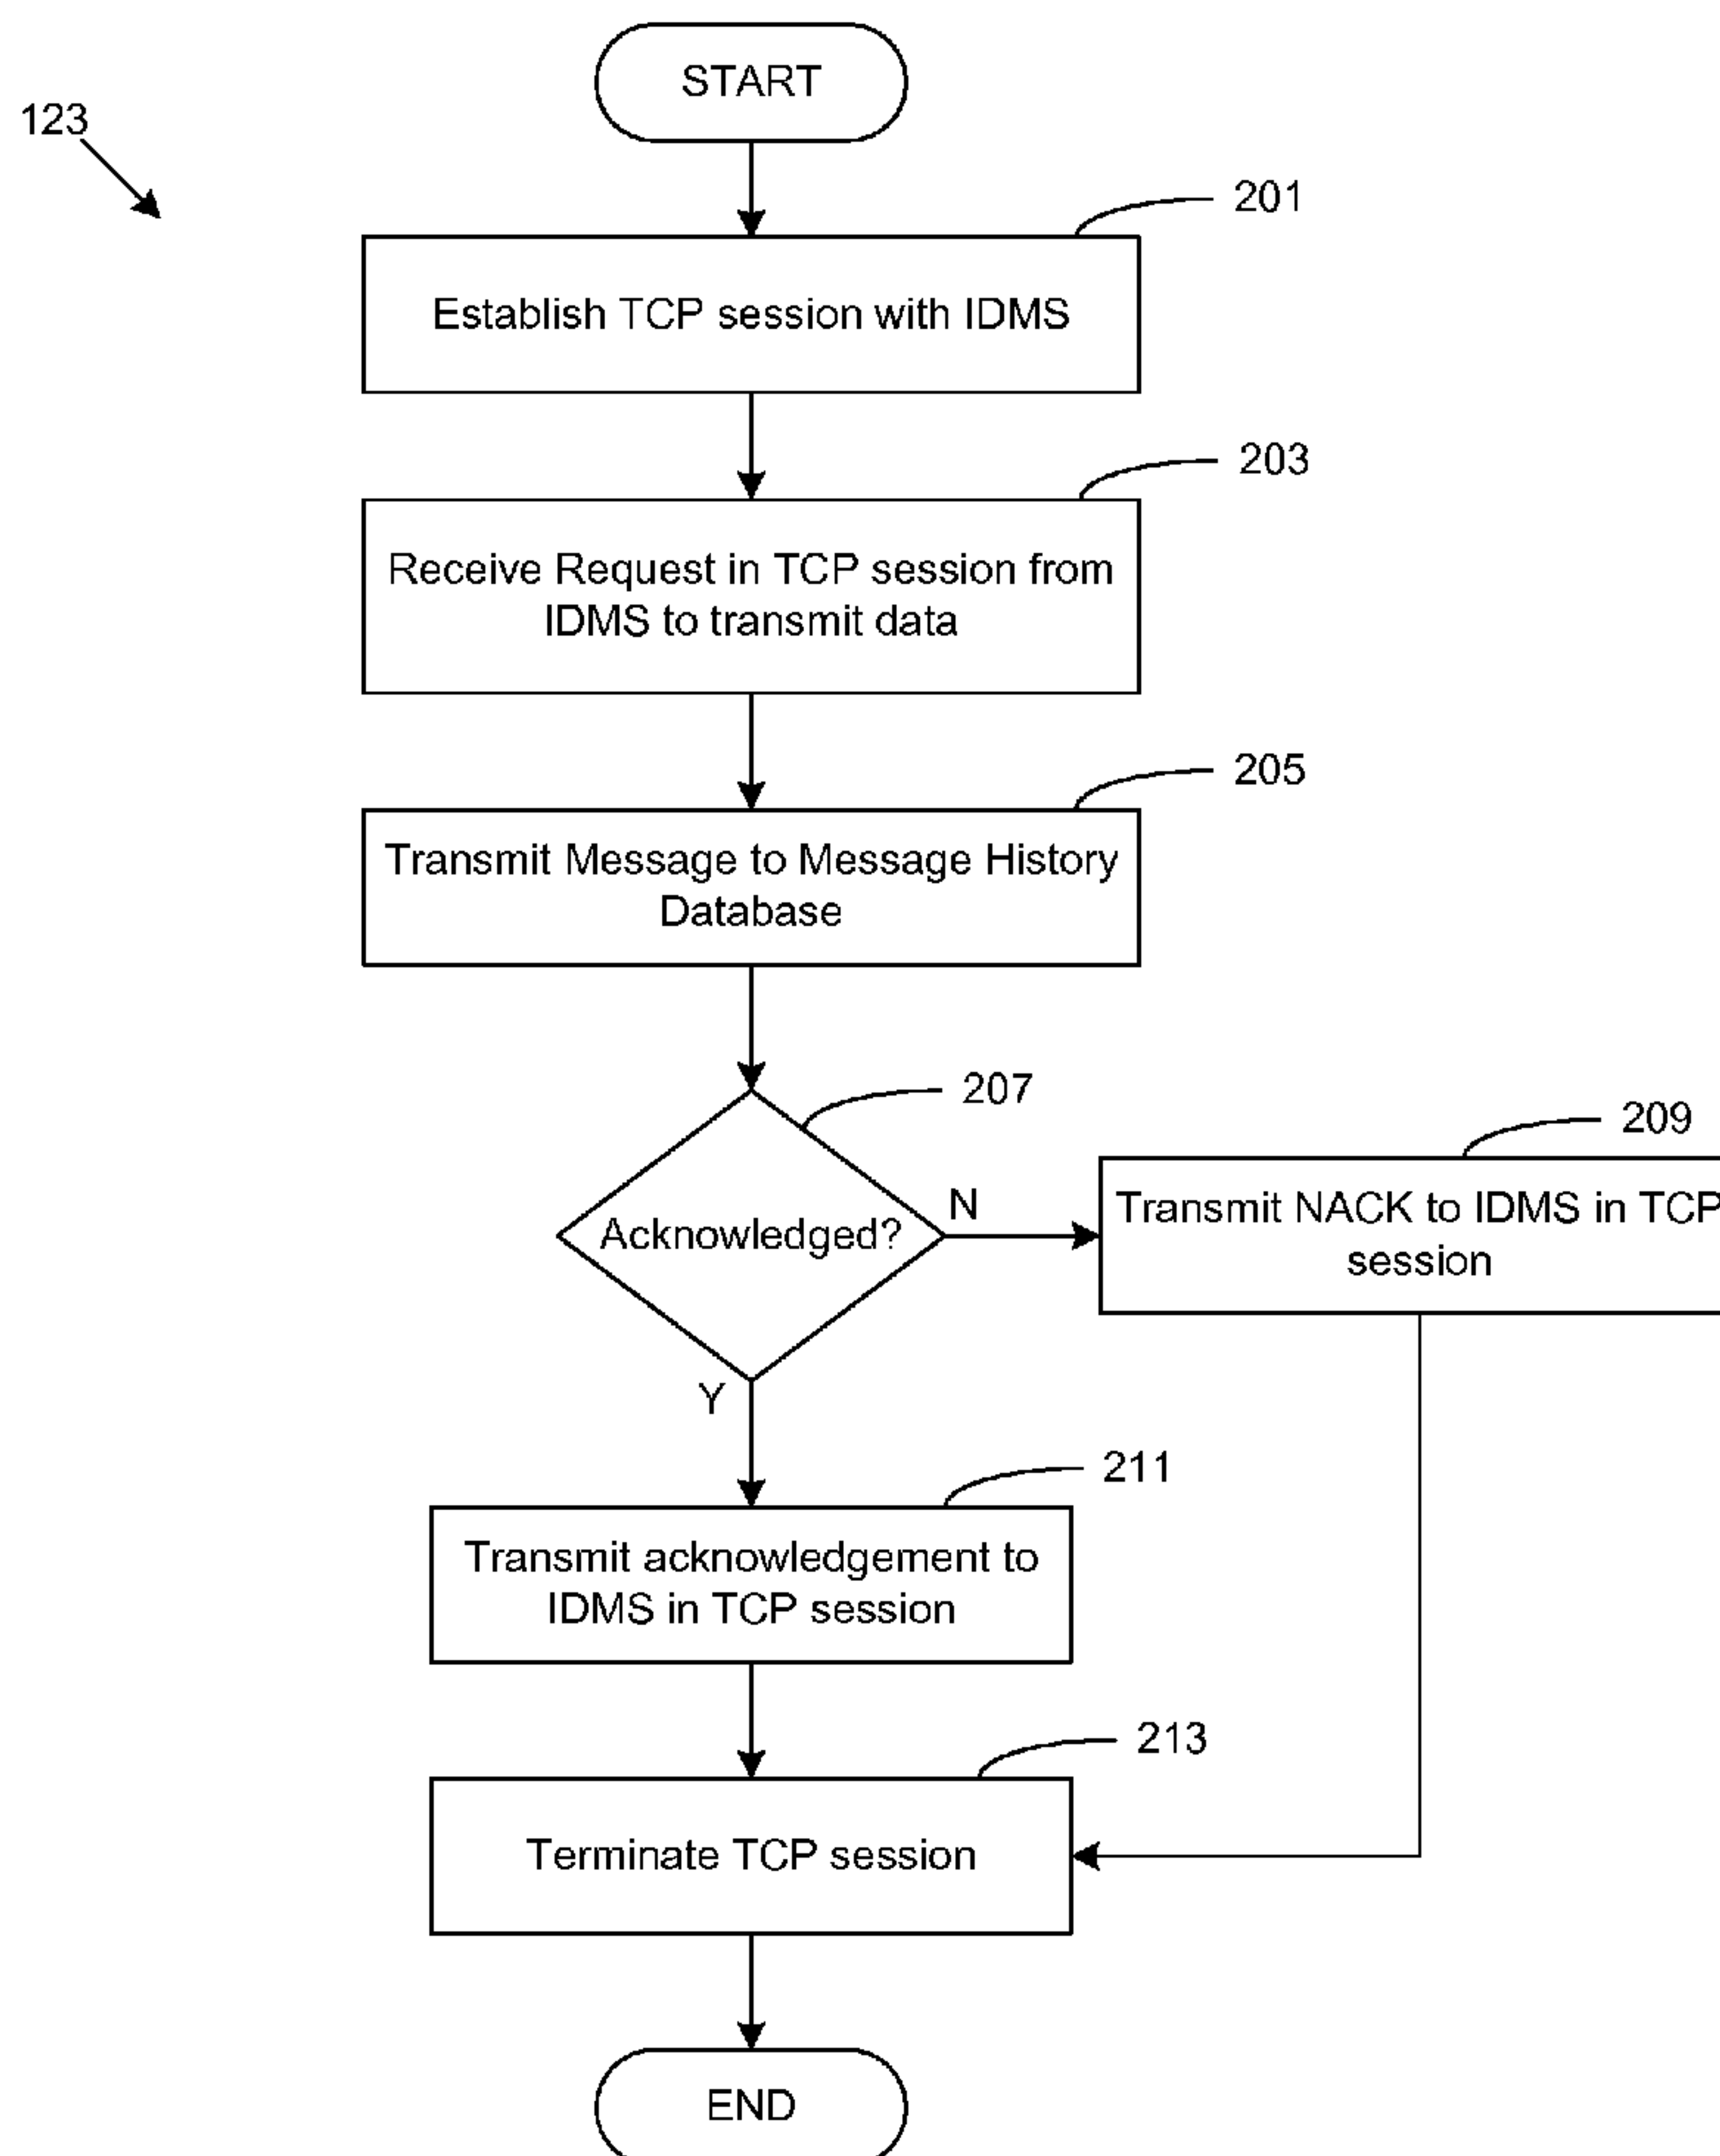 START
123
201
Establish TCP session with IDMS
203
Receive Request in TCP session from
IDMS to transmit data
205
Transmit Message to Message History
Database
207
Acknowledged?
N
209
Transmit NACK to IDMS in TCP
session
Y
211
Transmit acknowledgement to
IDMS in TCP session
213
Terminate TCP session
END